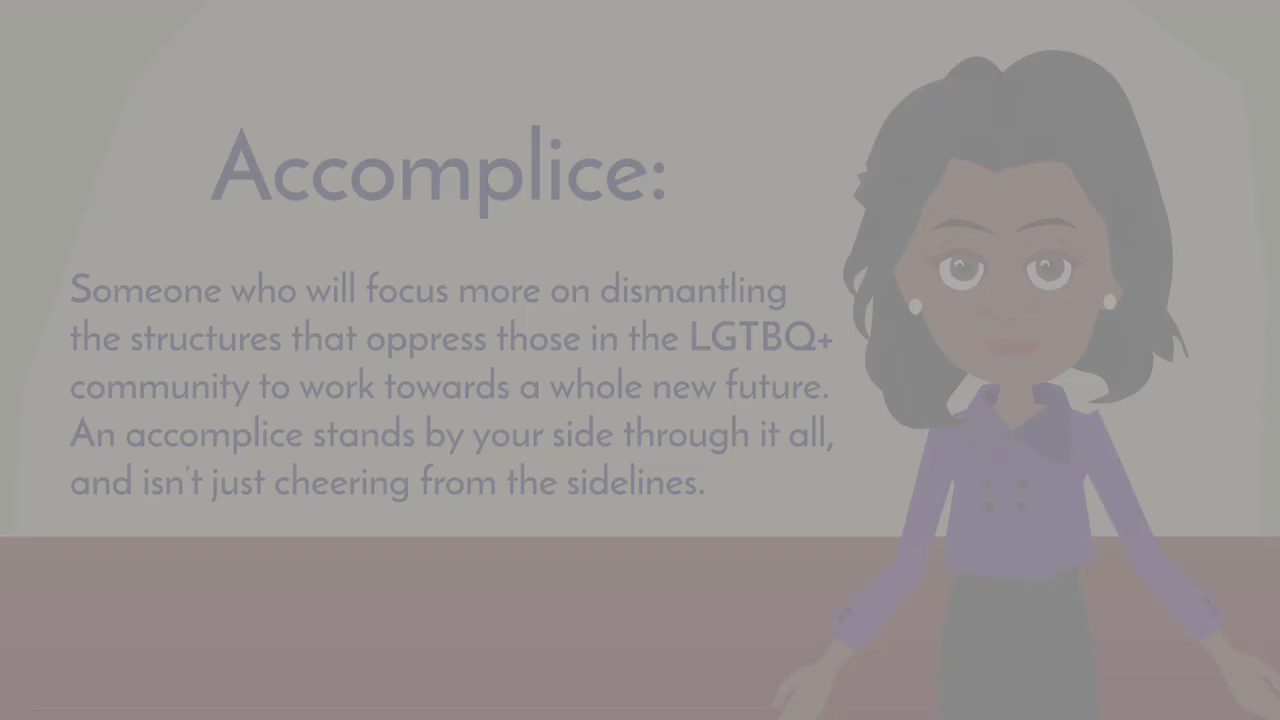 Accomplice:
Someone who will focus more on dismantling
the structures that oppress those in the LGTBQ+
community to work towards a whole new future.
An accomplice stands by your side through it all,
and isn't just cheering from the sidelines.